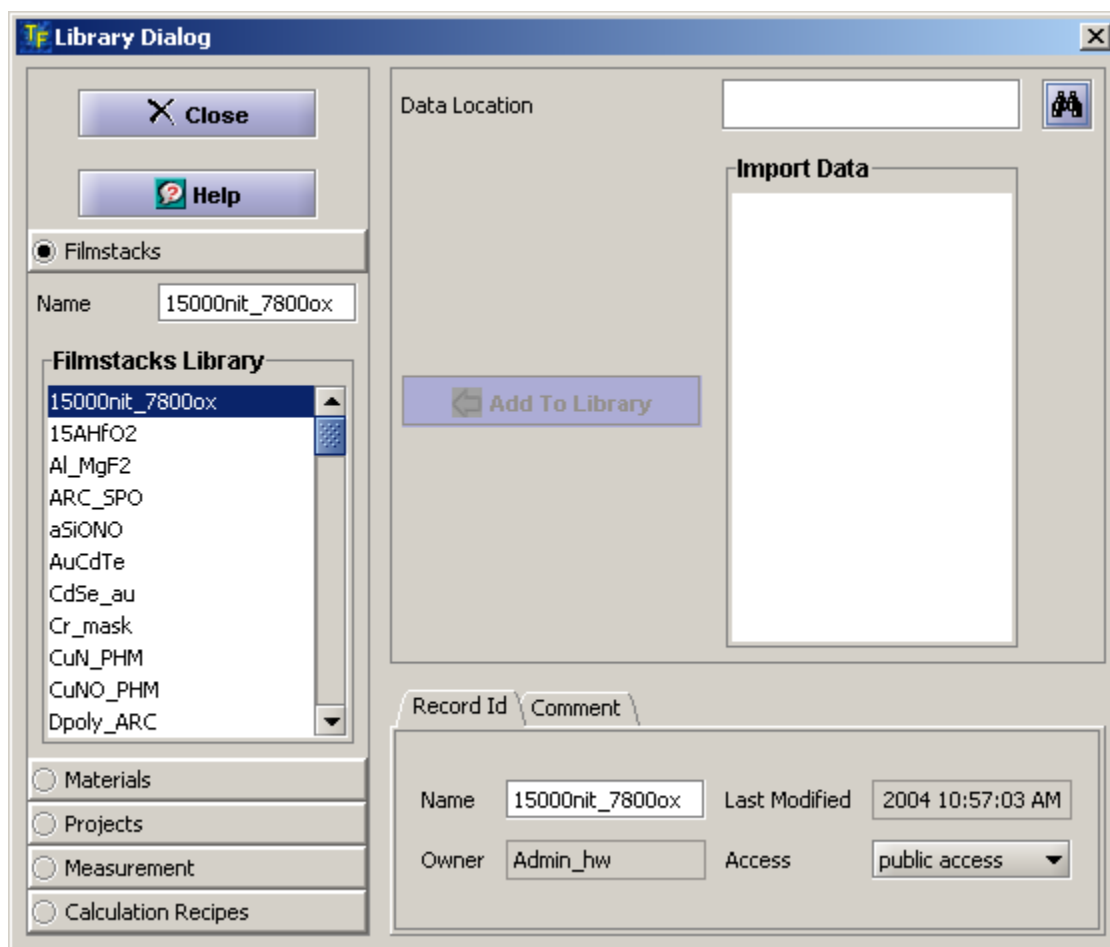 TF Library Dialog
Close
Help
Filmstacks
Name 15000nit_7800ox
Filmstacks Library
15000nit_7800ox
15AHfO2
Al_MgF2
ARC_SPO
aSiONO
AuCdTe
CdSe_au
Cr_mask
CuN_PHM
CuNO_PHM
Dpoly_ARC
Materials
Projects
Measurement
Calculation Recipes
Data Location
Import Data
Add To Library
Record Id Comment
Name 15000nit_7800ox Last Modified 2004 10:57:03 AM
Owner Admin_hw Access public access